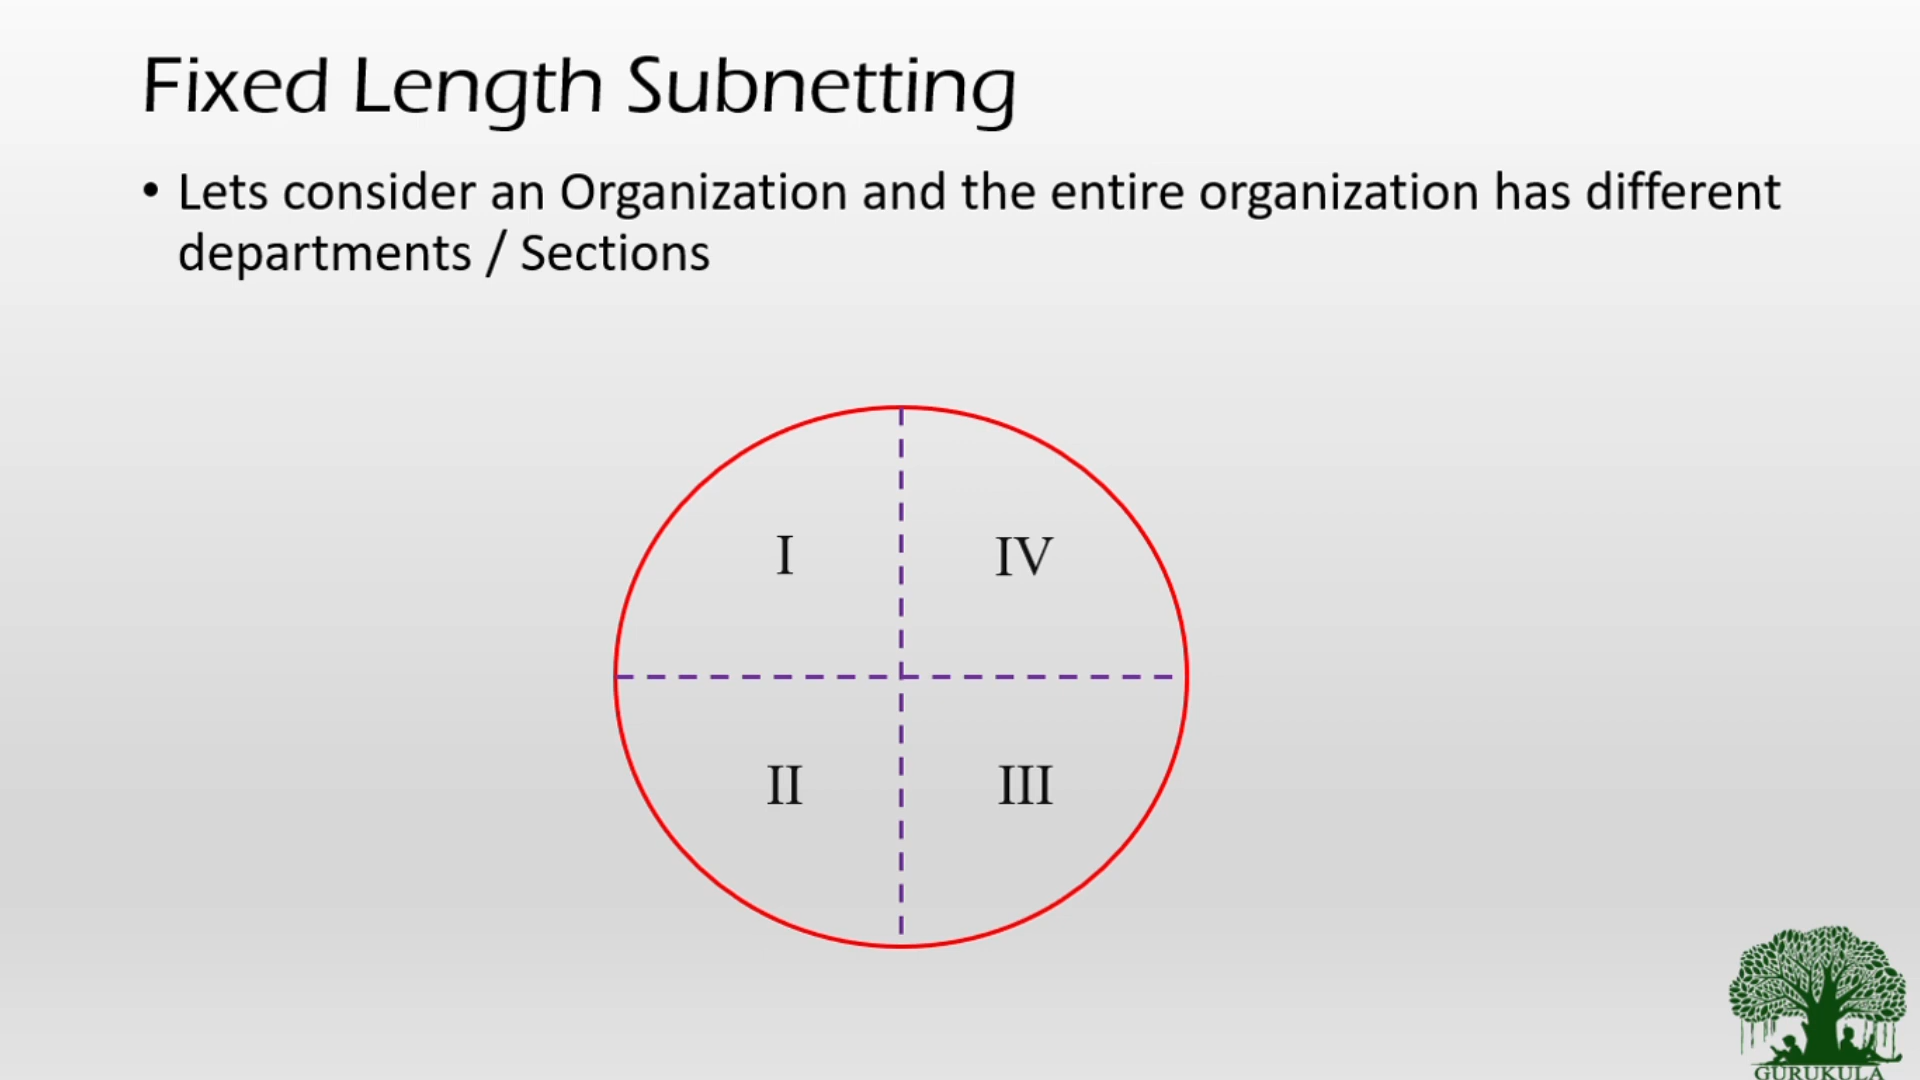 Fixed Length Subnetting
• Lets consider an Organization and the entire organization has different
departments / Sections
I
IV
II
III
GURUKULA